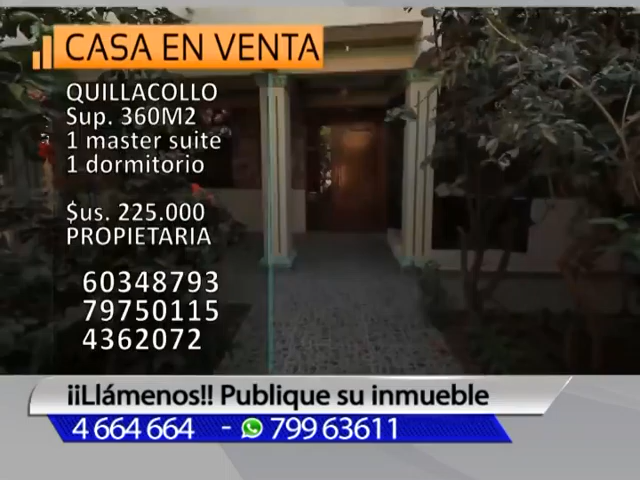 CASA EN VENTA
QUILLACOLLO
Sup. 360M2
1 master suite
1 dormitorio
$us. 225.000
PROPIETARIA
60348793
79750115
4362072
¡¡Llámenos!! Publique su inmueble
4 664 664 - 799 63611